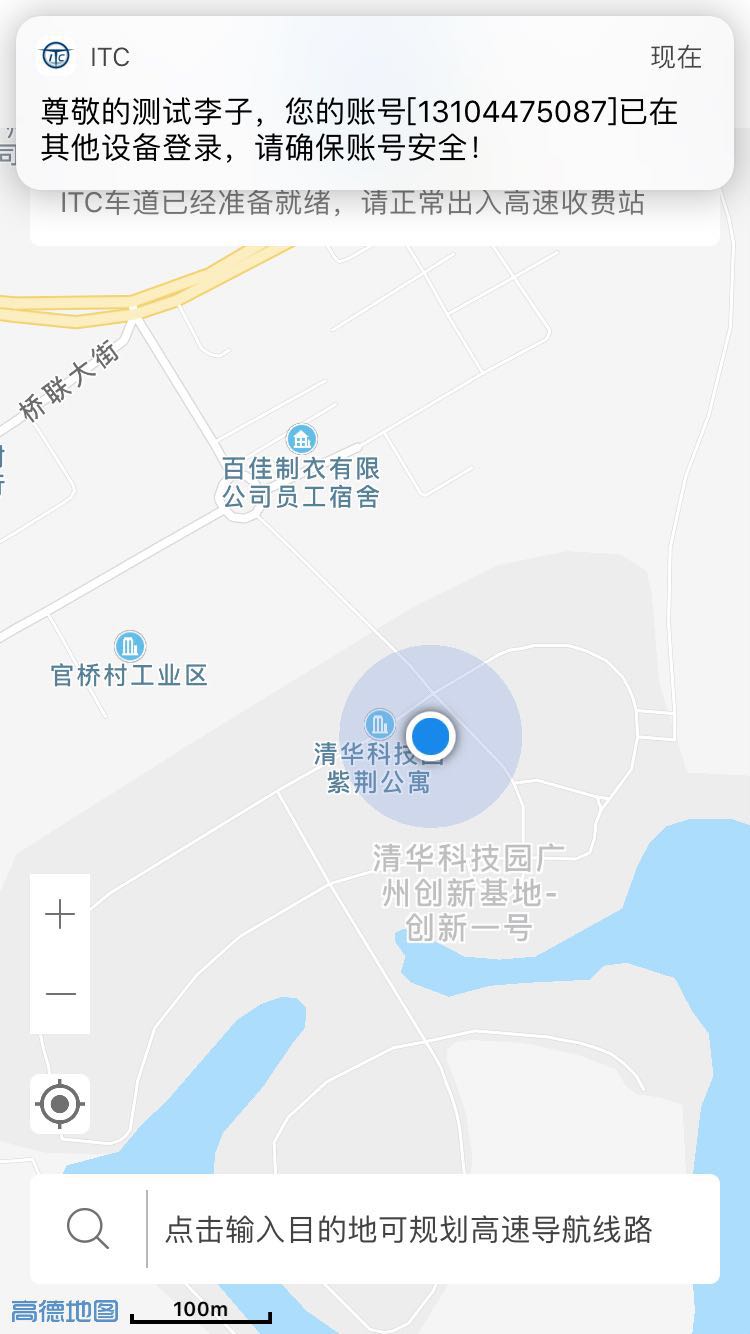 ITC
现在
尊敬的测试李子，您的账号[13104475087]已在
其他设备登录，请确保账号安全！
ITC车道已经准备就绪，请正常出入高速收费站
桥联大街
百佳制衣有限
公司员工宿舍
官桥村工业区
清华科技园
紫荆公寓
清华科技园广
州创新基地-
创新一号
点击输入目的地可规划高速导航线路
高德地图
100m